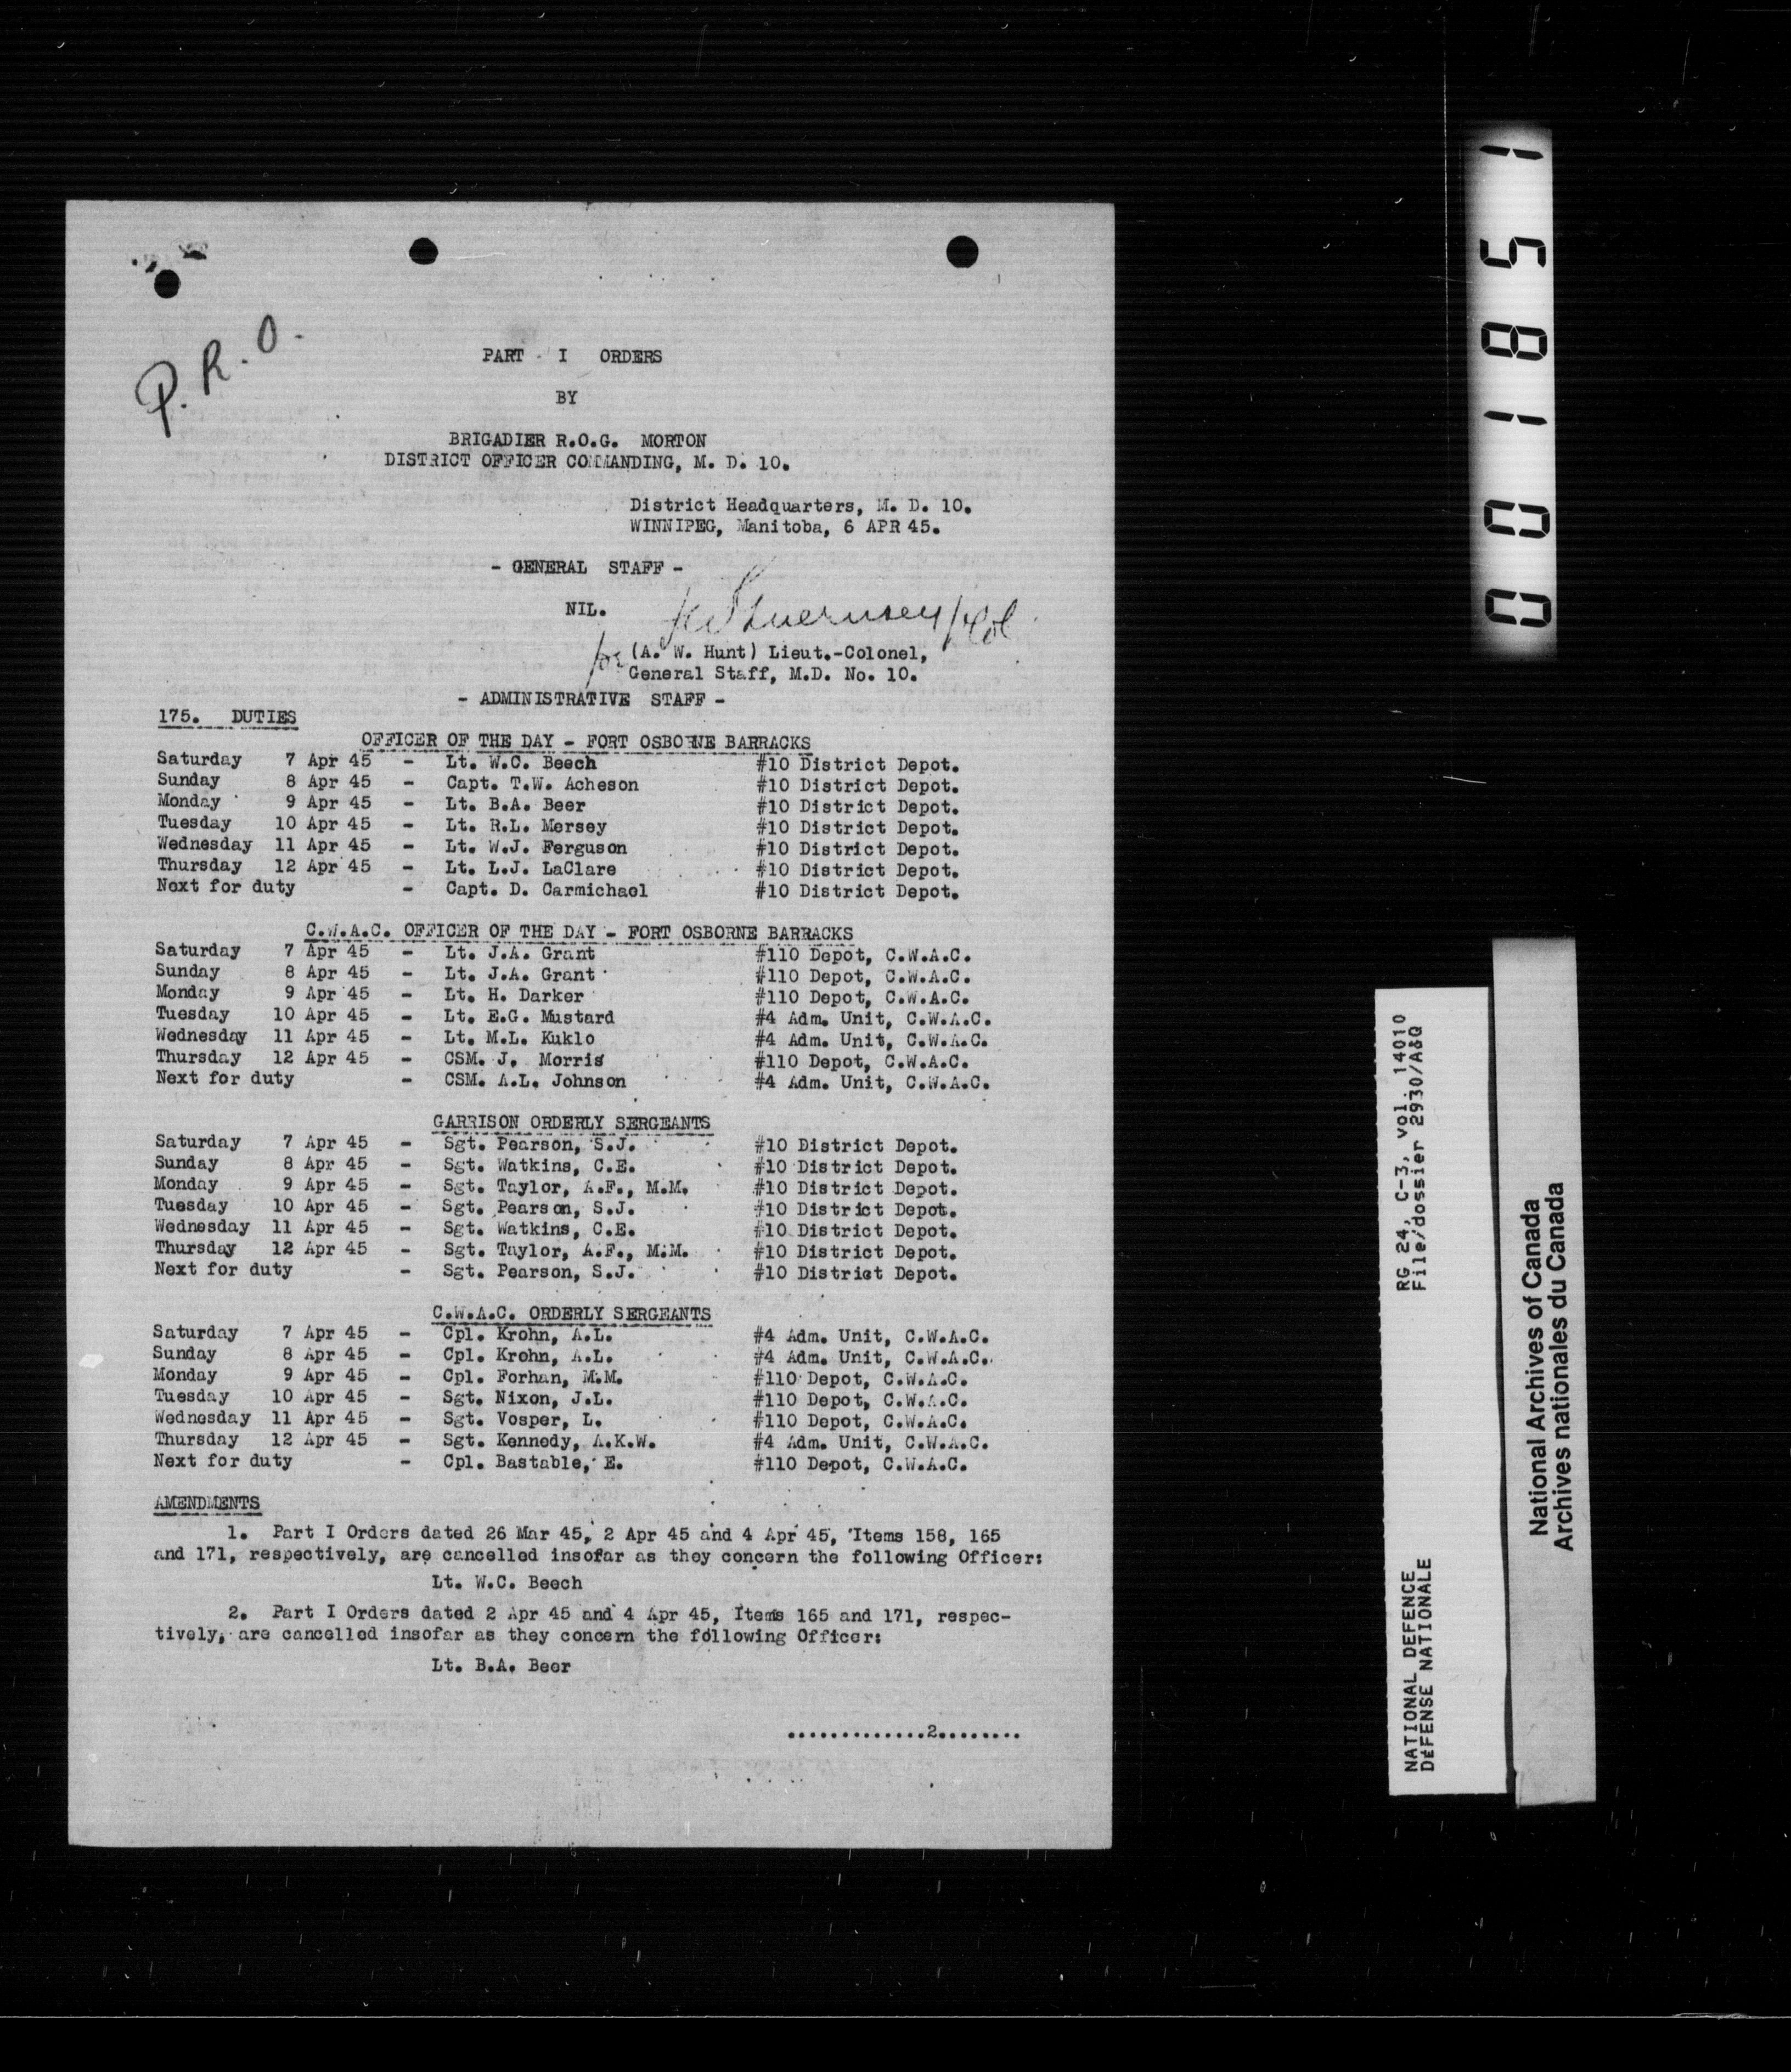 P.R.O.
PART - I ORDERS
BY
BRIGADIER R.O.G. MORTON
DISTRICT OFFICER COMMANDING, M. D. 10.
District Headquarters, M. D. 10.
WINNIPEG, Manitoba, 6 APR 45.
- GENERAL STAFF -
NIL.
for (A. W. Hunt) Lieut.-Colonel,
General Staff, M.D. No. 10.
- ADMINISTRATIVE STAFF -
175. DUTIES
OFFICER OF THE DAY - FORT OSBORNE BARRACKS
Saturday 7 Apr 45 - Lt. W.C. Beech #10 District Depot.
Sunday 8 Apr 45 - Capt. T.W. Acheson #10 District Depot.
Monday 9 Apr 45 - Lt. B.A. Beer #10 District Depot.
Tuesday 10 Apr 45 - Lt. R.L. Mersey #10 District Depot.
Wednesday 11 Apr 45 - Lt. W.J. Ferguson #10 District Depot.
Thursday 12 Apr 45 - Lt. L.J. LaClare #10 District Depot.
Next for duty - Capt. D. Carmichael #10 District Depot.
C.W.A.C. OFFICER OF THE DAY - FORT OSBORNE BARRACKS
Saturday 7 Apr 45 - Lt. J.A. Grant #110 Depot, C.W.A.C.
Sunday 8 Apr 45 - Lt. J.A. Grant #110 Depot, C.W.A.C.
Monday 9 Apr 45 - Lt. H. Darker #110 Depot, C.W.A.C.
Tuesday 10 Apr 45 - Lt. E.G. Mustard #4 Adm. Unit, C.W.A.C.
Wednesday 11 Apr 45 - Lt. M.L. Kuklo #4 Adm. Unit, C.W.A.C.
Thursday 12 Apr 45 - CSM. J. Morris #110 Depot, C.W.A.C.
Next for duty - CSM. A.L. Johnson #4 Adm. Unit, C.W.A.C.
GARRISON ORDERLY SERGEANTS
Saturday 7 Apr 45 - Sgt. Pearson, S.J. #10 District Depot.
Sunday 8 Apr 45 - Sgt. Watkins, C.E. #10 District Depot.
Monday 9 Apr 45 - Sgt. Taylor, A.F., M.M. #10 District Depot.
Tuesday 10 Apr 45 - Sgt. Pearson, S.J. #10 District Depot.
Wednesday 11 Apr 45 - Sgt. Watkins, C.E. #10 District Depot.
Thursday 12 Apr 45 - Sgt. Taylor, A.F., M.M. #10 District Depot.
Next for duty - Sgt. Pearson, S.J. #10 District Depot.
C.W.A.C. ORDERLY SERGEANTS
Saturday 7 Apr 45 - Cpl. Krohn, A.L. #4 Adm. Unit, C.W.A.C.
Sunday 8 Apr 45 - Cpl. Krohn, A.L. #4 Adm. Unit, C.W.A.C.
Monday 9 Apr 45 - Cpl. Forhan, M.M. #110 Depot, C.W.A.C.
Tuesday 10 Apr 45 - Sgt. Nixon, J.L. #110 Depot, C.W.A.C.
Wednesday 11 Apr 45 - Sgt. Vosper, L. #110 Depot, C.W.A.C.
Thursday 12 Apr 45 - Sgt. Kennedy, A.K.W. #4 Adm. Unit, C.W.A.C.
Next for duty - Cpl. Bastable, E. #110 Depot, C.W.A.C.
AMENDMENTS
1. Part I Orders dated 26 Mar 45, 2 Apr 45 and 4 Apr 45, Items 158, 165
and 171, respectively, are cancelled insofar as they concern the following Officer:
Lt. W.C. Beech
2. Part I Orders dated 2 Apr 45 and 4 Apr 45, Items 165 and 171, respec-
tively, are cancelled insofar as they concern the following Officer:
Lt. B.A. Beer
.............2........
001851
NATIONAL DEFENCE RG 24, C-3, vol. 14010
DéFENSE NATIONALE File/dossier 2930/A&Q
National Archives of Canada
Archives nationales du Canada